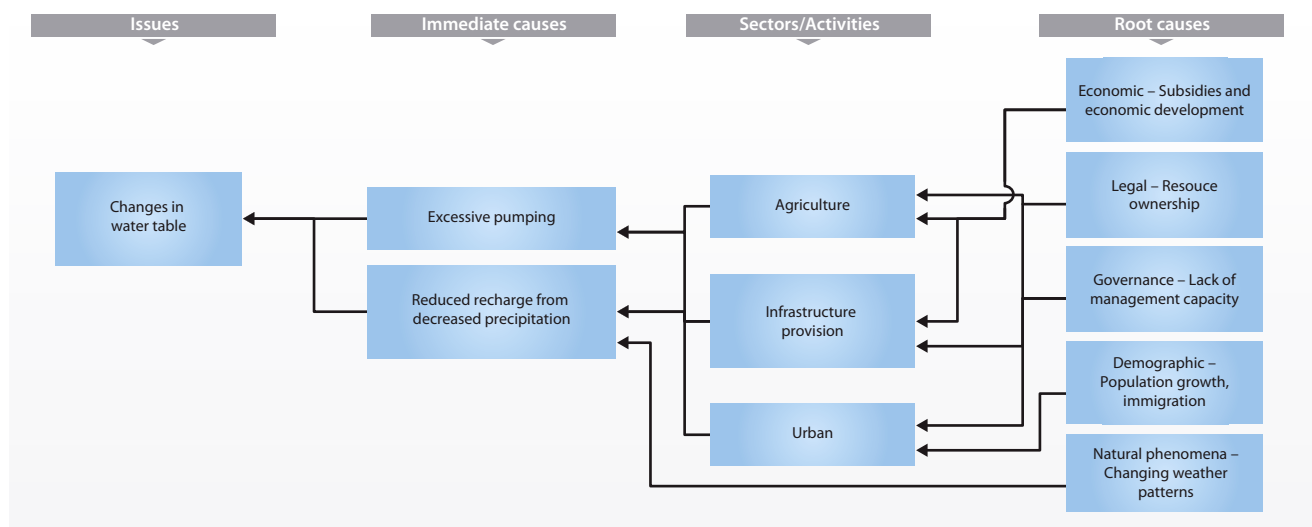 Issues
Immediate causes
Sectors/Activities
Root causes
Changes in
water table
Excessive pumping
Reduced recharge from
decreased precipitation
Agriculture
Infrastructure
provision
Urban
Economic – Subsidies and
economic development
Legal – Resouce
ownership
Governance – Lack of
management capacity
Demographic –
Population growth,
immigration
Natural phenomena –
Changing weather
patterns